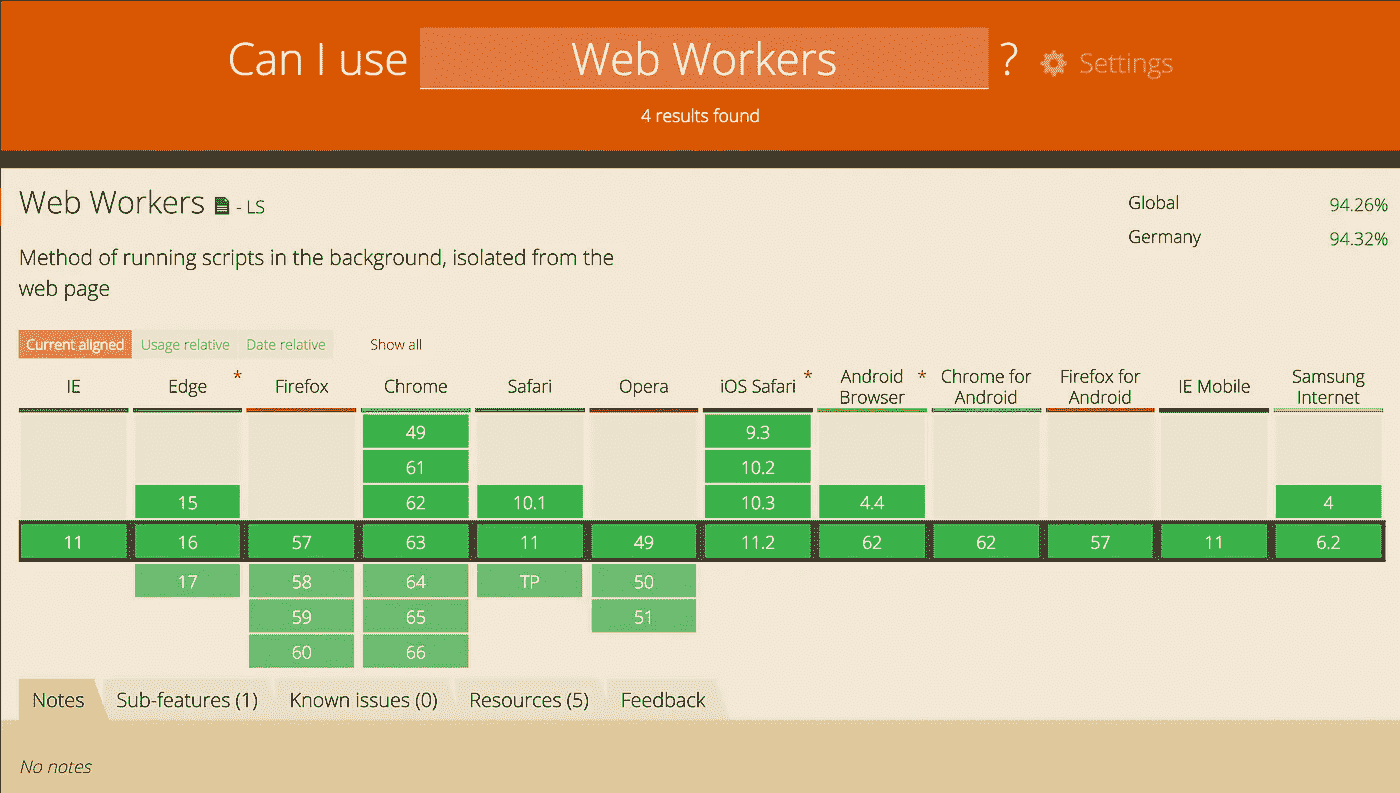 Can I use Web Workers ? Settings
4 results found
Web Workers - LS
Global 94.26%
Germany 94.32%
Method of running scripts in the background, isolated from the
web page
Current aligned Usage relative Date relative Show all
IE Edge * Firefox Chrome Safari Opera iOS Safari * Android Browser * Chrome for Android Firefox for Android IE Mobile Samsung Internet
49 9.3
61 10.2
15 62 10.1 10.3 4.4 4
11 16 57 63 11 49 11.2 62 62 57 11 6.2
17 58 64 TP 50
59 65 51
60 66
Notes Sub-features (1) Known issues (0) Resources (5) Feedback
No notes